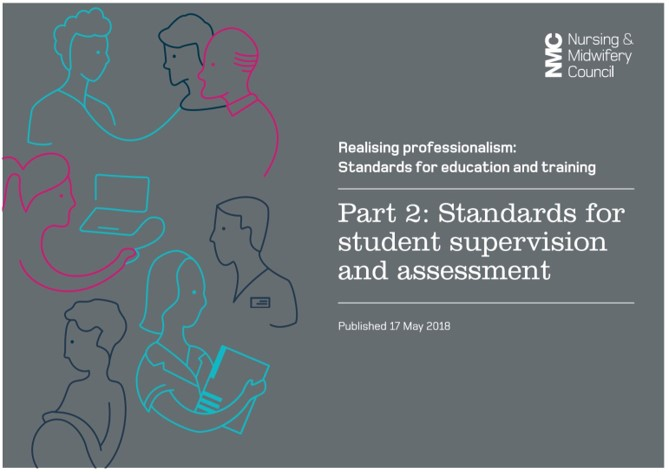 NMC
Nursing &
Midwifery
Council
Realising professionalism:
Standards for education and training
Part 2: Standards for
student supervision
and assessment
Published 17 May 2018